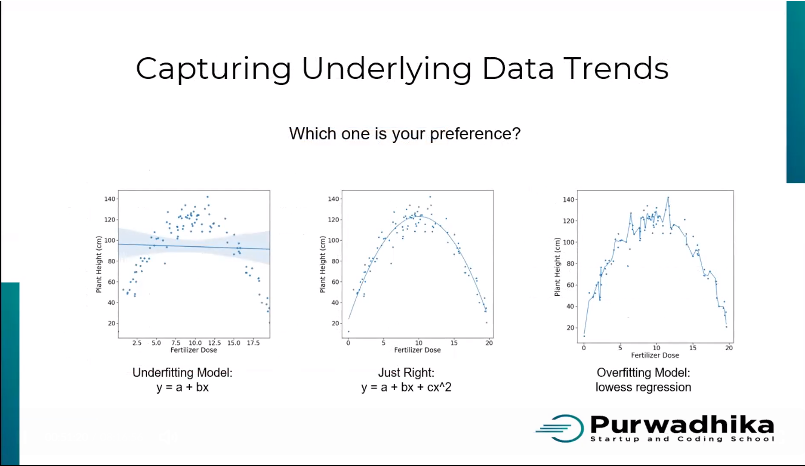 Capturing Underlying Data Trends
Which one is your preference?
140
120
100
80
60
40
20
Plant Height (cm)
2.5 5.0 7.5 10.0 12.5 15.0 17.5
Fertilizer Dose
Underfitting Model:
y = a + bx
140
120
100
80
60
40
20
Plant Height (cm)
0 5 10 15 20
Fertilizer Dose
Just Right:
y = a + bx + cx^2
140
120
100
80
60
40
20
Plant Height (cm)
0 5 10 15 20
Fertilizer Dose
Overfitting Model:
lowess regression
Purwadhika
Startup and Coding School